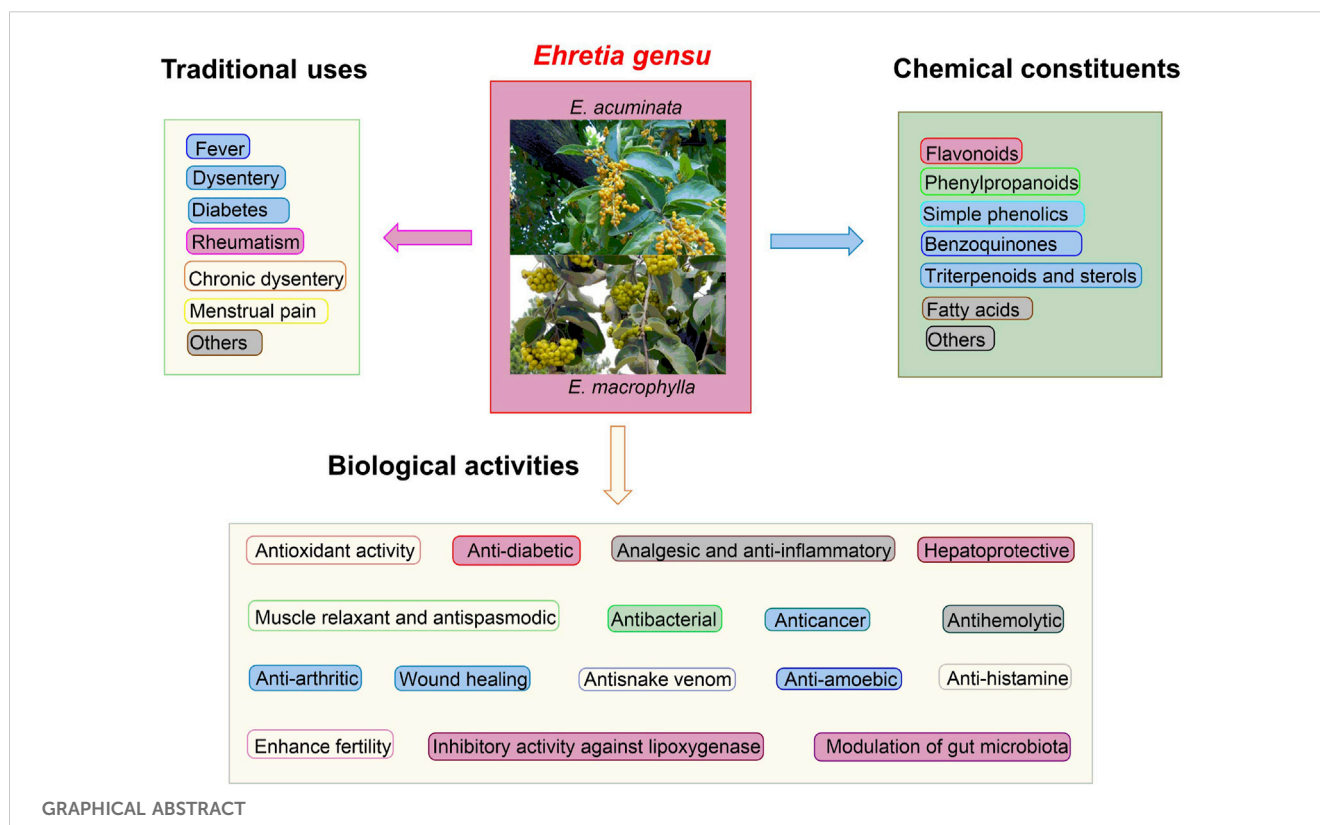 Ehretia gensu
Traditional uses
Fever
Dysentery
Diabetes
Rheumatism
Chronic dysentery
Menstrual pain
Others
E. acuminata
E. macrophylla
Chemical constituents
Flavonoids
Phenylpropanoids
Simple phenolics
Benzoquinones
Triterpenoids and sterols
Fatty acids
Others
Biological activities
Antioxidant activity
Anti-diabetic
Analgesic and anti-inflammatory
Hepatoprotective
Muscle relaxant and antispasmodic
Antibacterial
Anticancer
Antihemolytic
Anti-arthritic
Wound healing
Antisnake venom
Anti-amoebic
Anti-histamine
Enhance fertility
Inhibitory activity against lipoxygenase
Modulation of gut microbiota
GRAPHICAL ABSTRACT